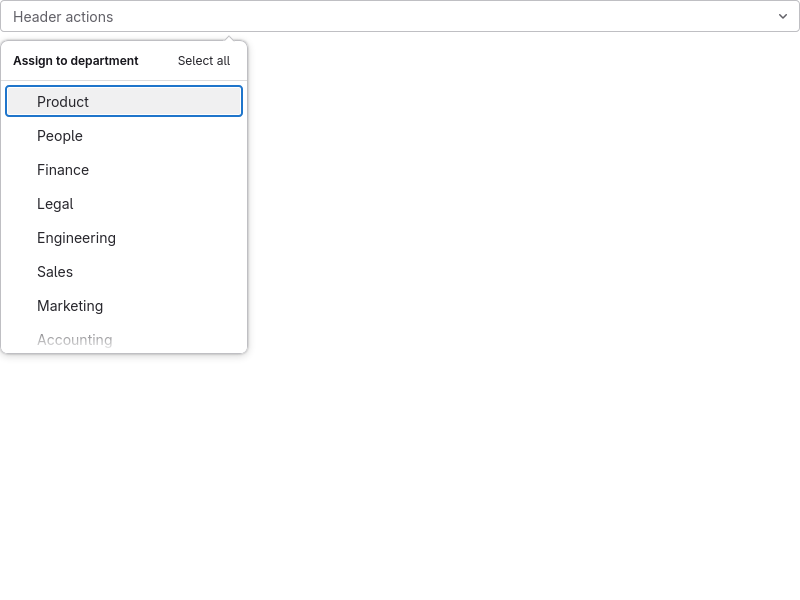 Header actions
Assign to department Select all
Product
People
Finance
Legal
Engineering
Sales
Marketing
Accounting